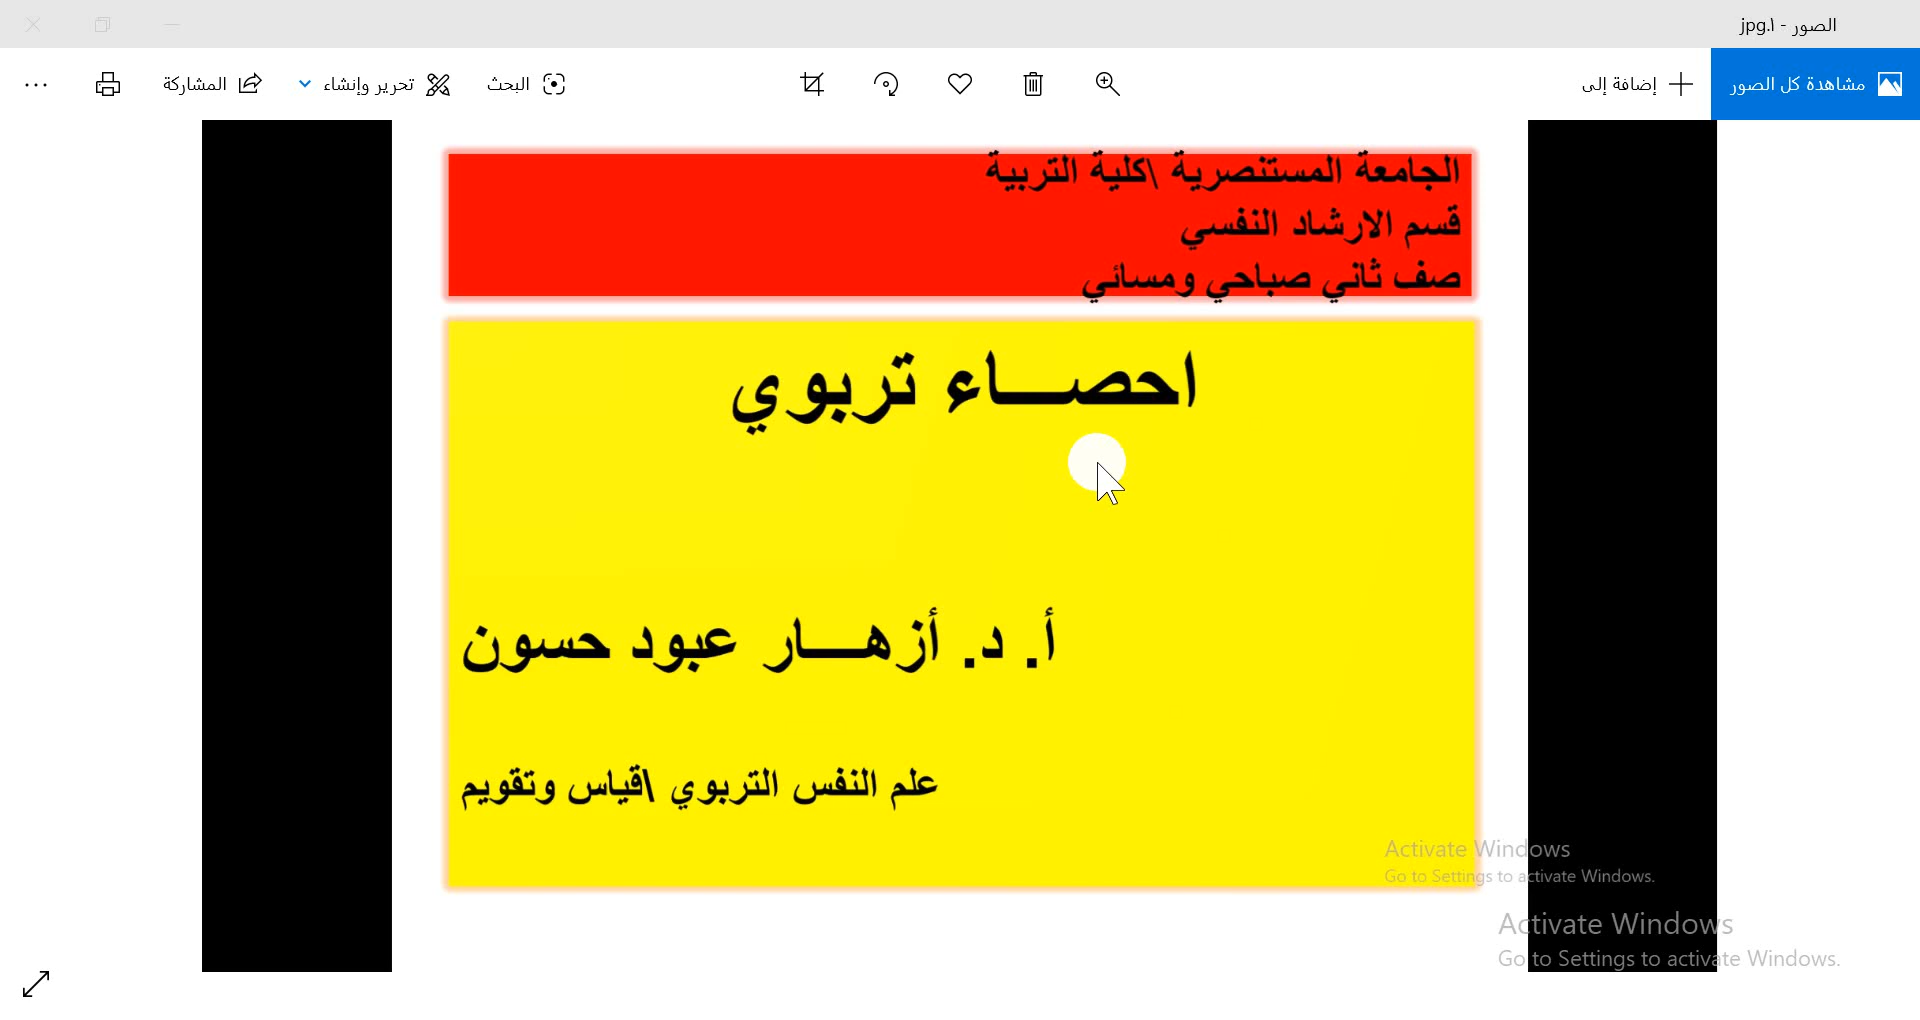 الصور - ١.jpg
مشاهدة كل الصور
إضافة إلى
البحث
تحرير وإنشاء
المشاركة
الجامعة المستنصرية \كلية التربية
قسم الارشاد النفسي
صف ثاني صباحي ومسائي
احصـــاء تربوي
أ. د. أزهـــار عبود حسون
علم النفس التربوي \قياس وتقويم
Activate Windows
Go to Settings to activate Windows.
Activate Windows
Go to Settings to activate Windows.